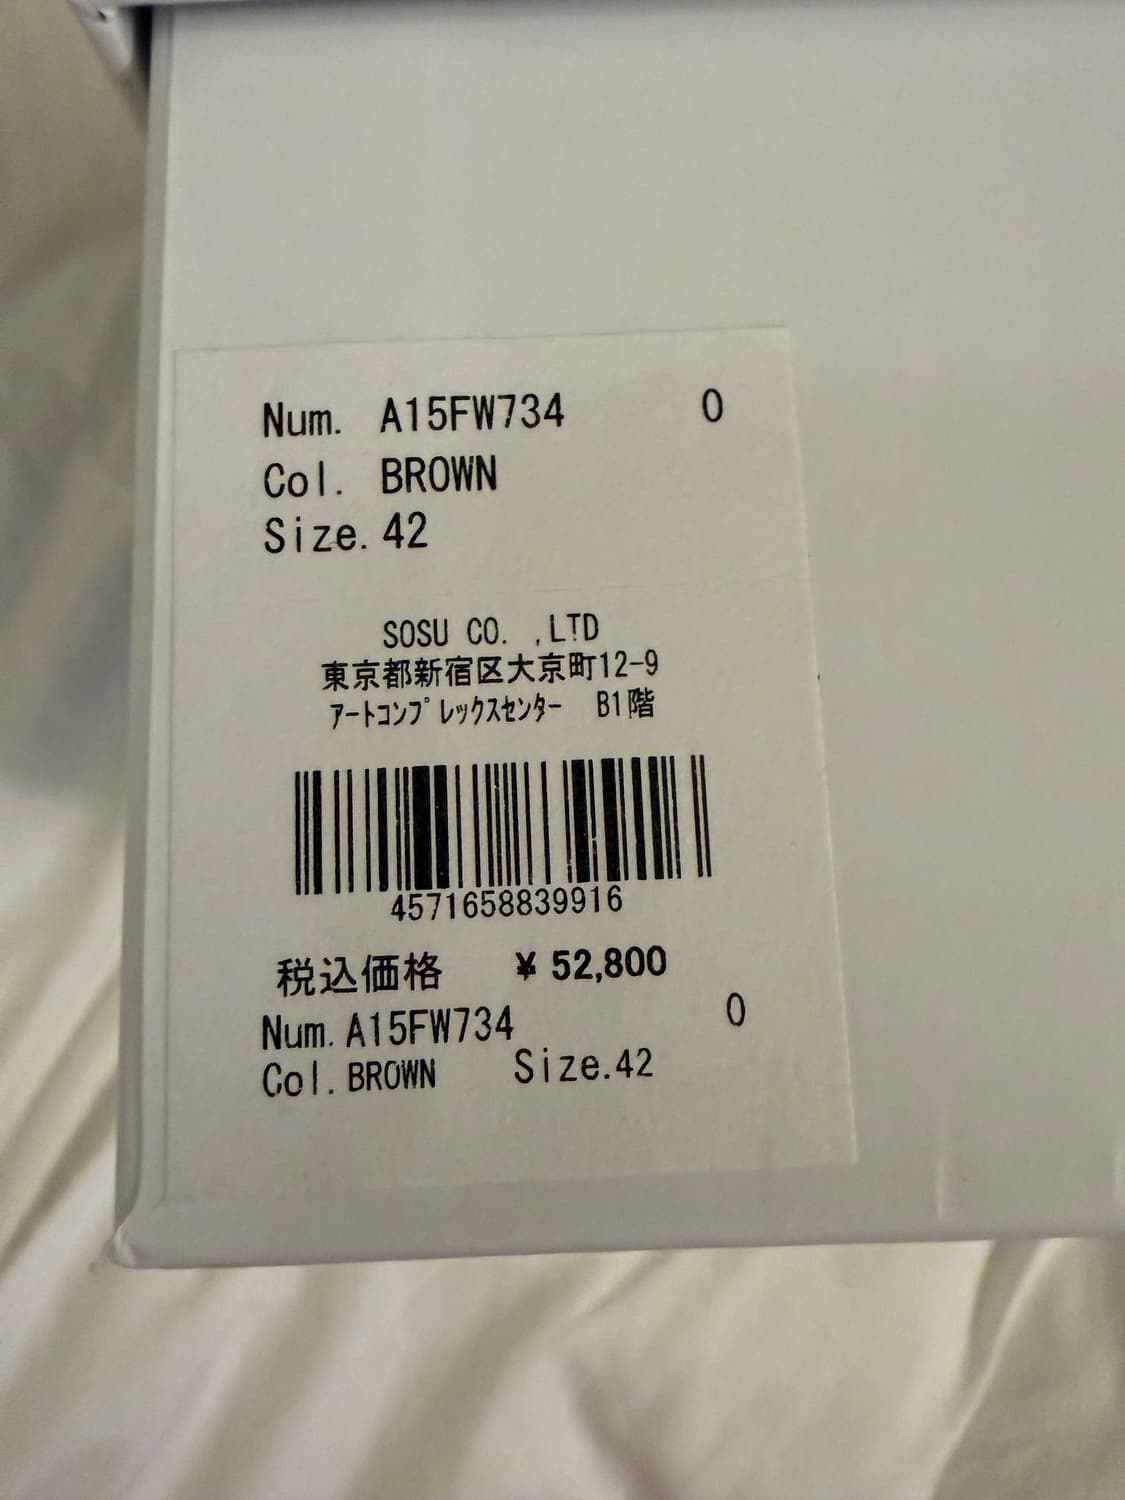 Num. A15FW734 0
Col. BROWN
Size. 42
SOSU CO. ,LTD
東京都新宿区大京町12-9
アートコンプレックスセンター B1階
4571658839916
税込価格 ¥ 52,800
Num. A15FW734 0
Col. BROWN Size.42